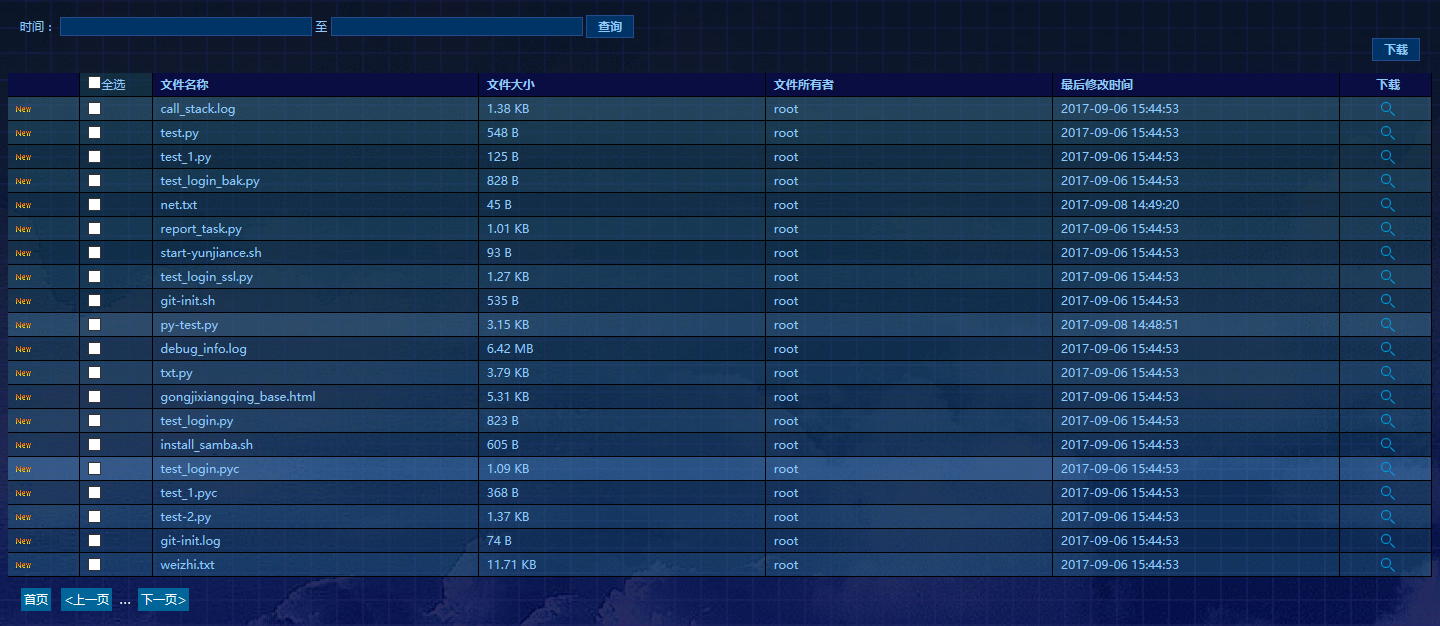 时间： 至 查询
下载
全选 文件名称 文件大小 文件所有者 最后修改时间 下载
New call_stack.log 1.38 KB root 2017-09-06 15:44:53
New test.py 548 B root 2017-09-06 15:44:53
New test_1.py 125 B root 2017-09-06 15:44:53
New test_login_bak.py 828 B root 2017-09-06 15:44:53
New net.txt 45 B root 2017-09-08 14:49:20
New report_task.py 1.01 KB root 2017-09-06 15:44:53
New start-yunjiance.sh 93 B root 2017-09-06 15:44:53
New test_login_ssl.py 1.27 KB root 2017-09-06 15:44:53
New git-init.sh 535 B root 2017-09-06 15:44:53
New py-test.py 3.15 KB root 2017-09-08 14:48:51
New debug_info.log 6.42 MB root 2017-09-06 15:44:53
New txt.py 3.79 KB root 2017-09-06 15:44:53
New gongjixiangqing_base.html 5.31 KB root 2017-09-06 15:44:53
New test_login.py 823 B root 2017-09-06 15:44:53
New install_samba.sh 605 B root 2017-09-06 15:44:53
New test_login.pyc 1.09 KB root 2017-09-06 15:44:53
New test_1.pyc 368 B root 2017-09-06 15:44:53
New test-2.py 1.37 KB root 2017-09-06 15:44:53
New git-init.log 74 B root 2017-09-06 15:44:53
New weizhi.txt 11.71 KB root 2017-09-06 15:44:53
首页 <上一页 ... 下一页>